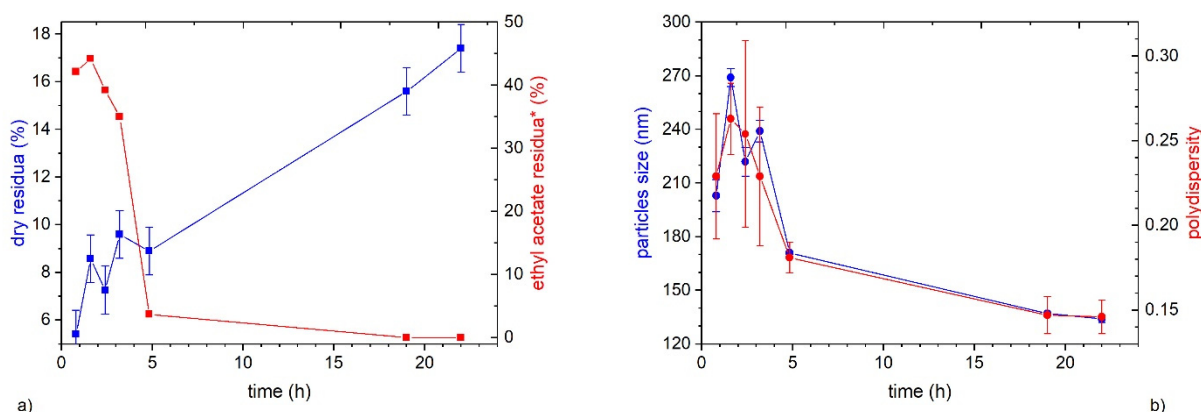 18
16
14
12
10
8
6
dry residua (%)
50
40
30
20
10
0
ethyl acetate residua* (%)
0 5 10 15 20
time (h)
a)
300
270
240
210
180
150
120
particles size (nm)
0.30
0.25
0.20
0.15
polydispersity
0 5 10 15 20
time (h)
b)